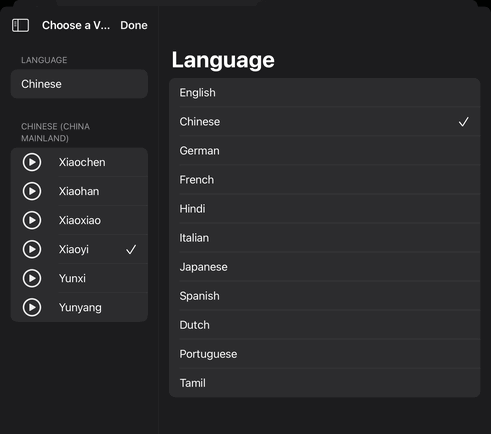 Choose a V...
Done
LANGUAGE
Chinese
CHINESE (CHINA
MAINLAND)
Xiaochen
Xiaohan
Xiaoxiao
Xiaoyi
Yunxi
Yunyang
Language
English
Chinese
German
French
Hindi
Italian
Japanese
Spanish
Dutch
Portuguese
Tamil